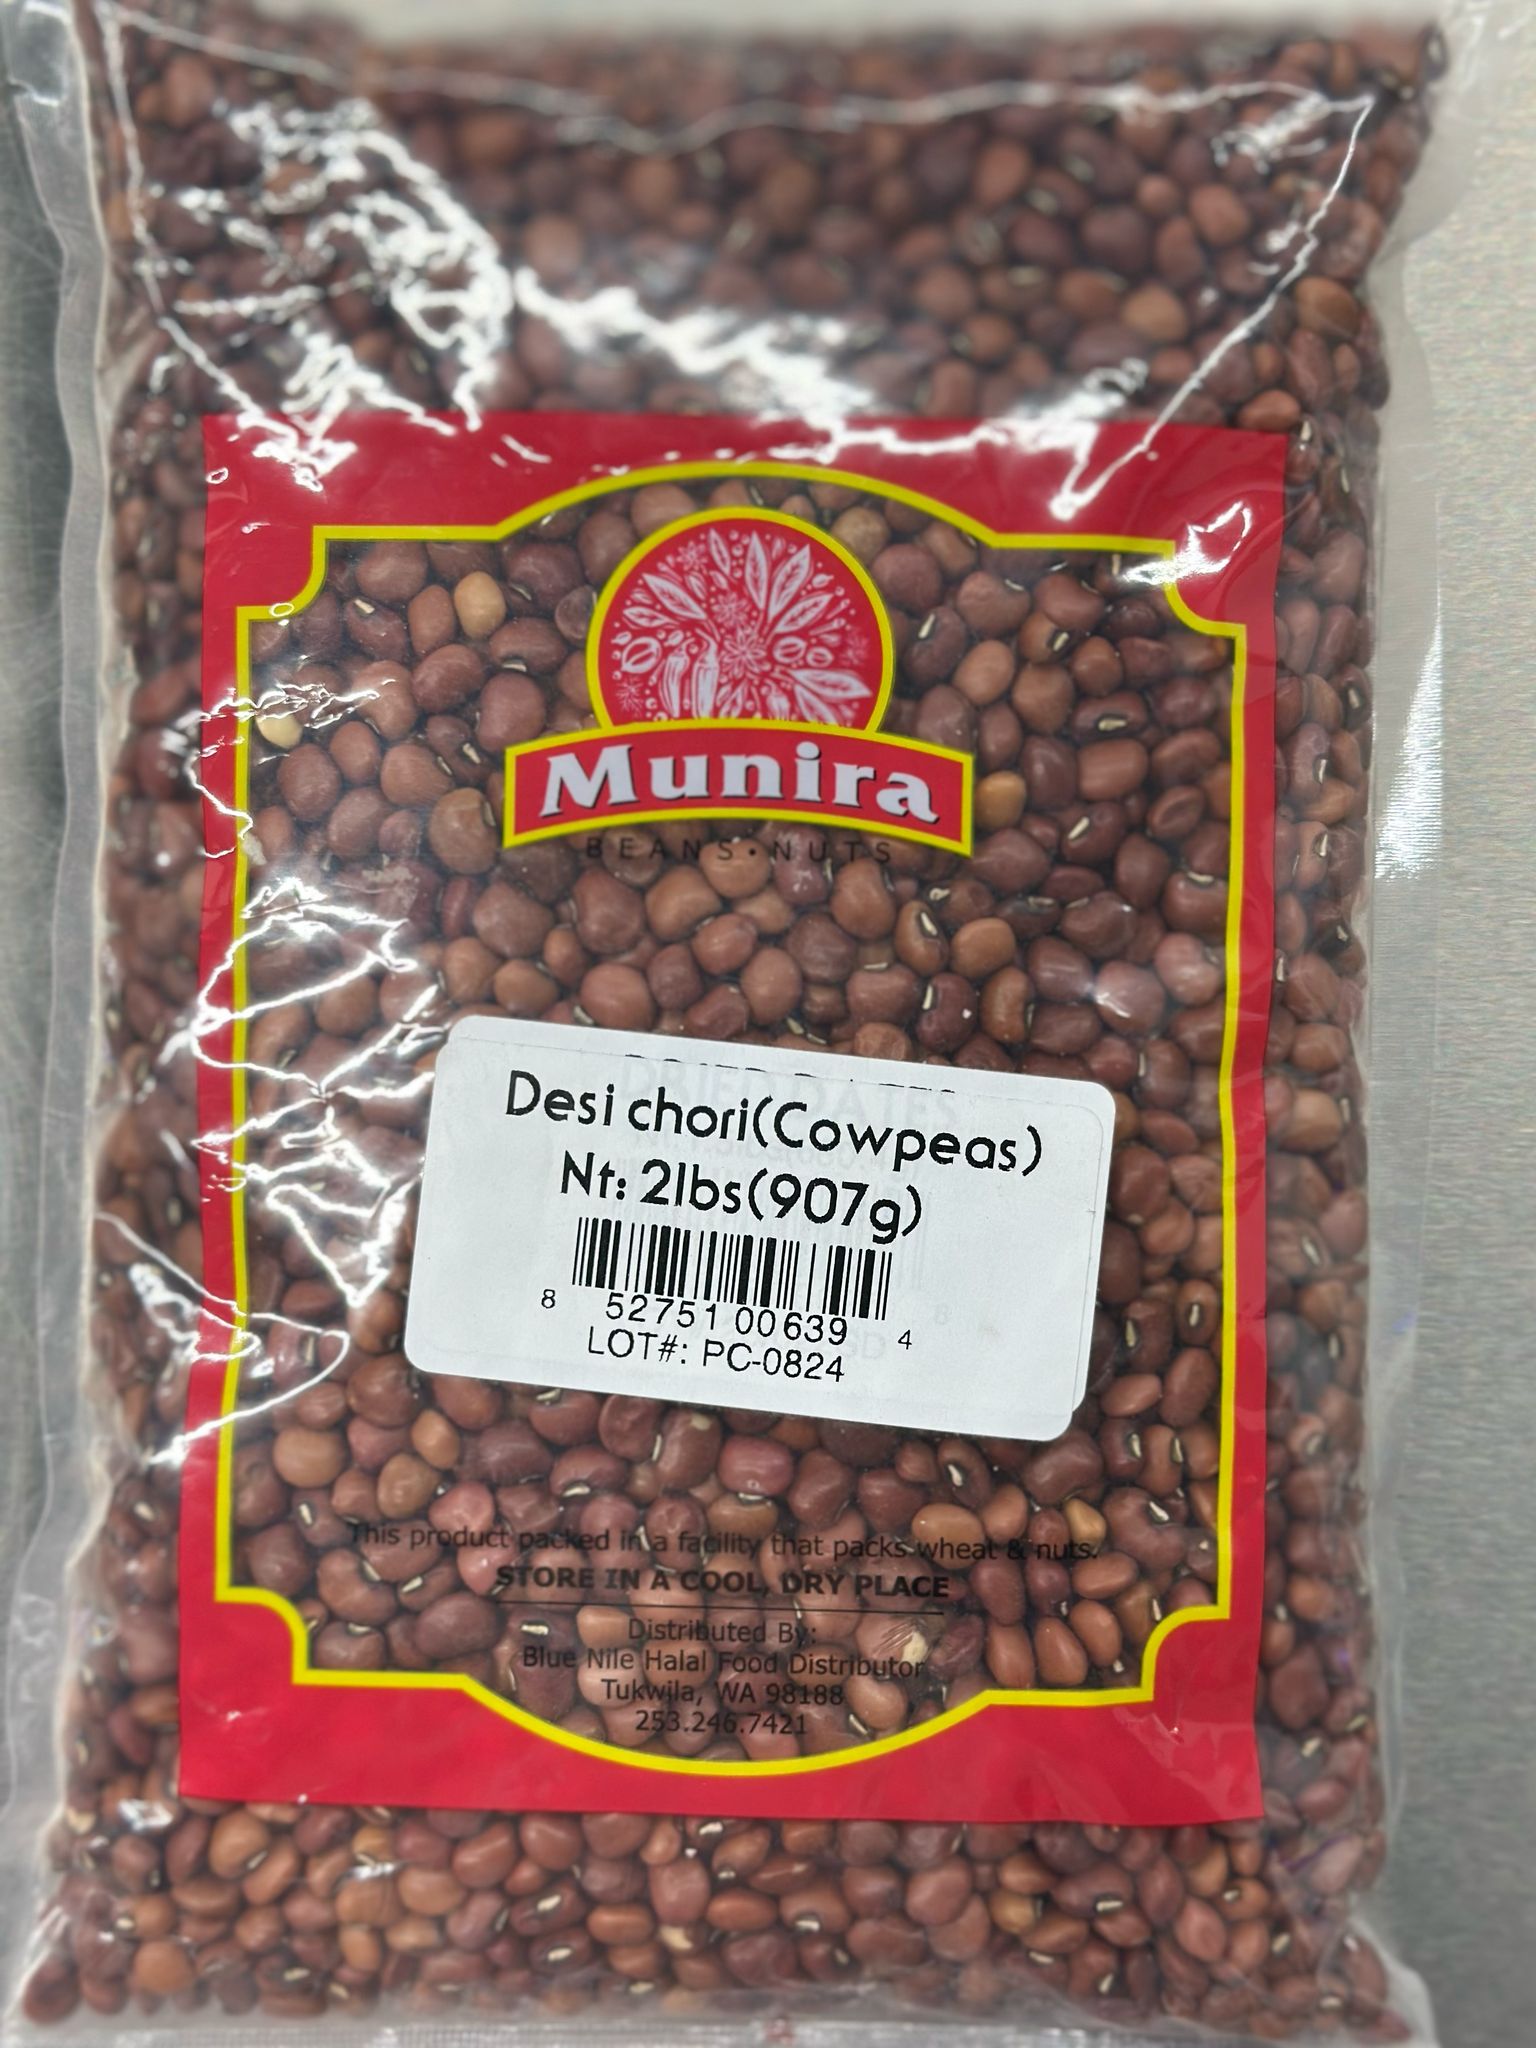 Munira
BEANS•NUTS
Desi chori(Cowpeas)
Nt: 2lbs(907g)
8 52751 00639 4
LOT#: PC-0824
This product packed in a facility that packs wheat & nuts.
STORE IN A COOL, DRY PLACE
Distributed By:
Blue Nile Halal Food Distributor
Tukwila, WA 98188
253.246.7421